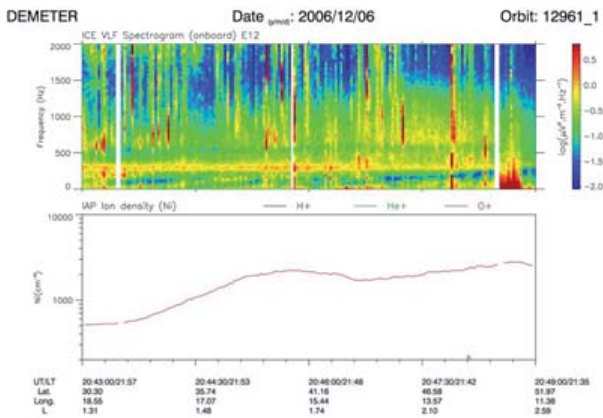 DEMETER Date (y/m/d): 2006/12/06 Orbit: 12961_1
ICE VLF Spectrogram (onboard) E12
2000
1500
1000
500
0
Frequency (Hz)
0.5
0.0
-0.5
-1.0
-1.5
-2.0
log(µV².m⁻².Hz⁻¹)
IAP Ion density (Ni) H+ He+ O+
10000
1000
Ni(cm⁻³)
UT/LT 20:43:00/21:57 20:44:30/21:53 20:46:00/21:48 20:47:30/21:42 20:49:00/21:35
Lat. 30.30 35.74 41.16 46.58 51.97
Long. 18.55 17.07 15.44 13.57 11.38
L 1.31 1.48 1.74 2.10 2.59